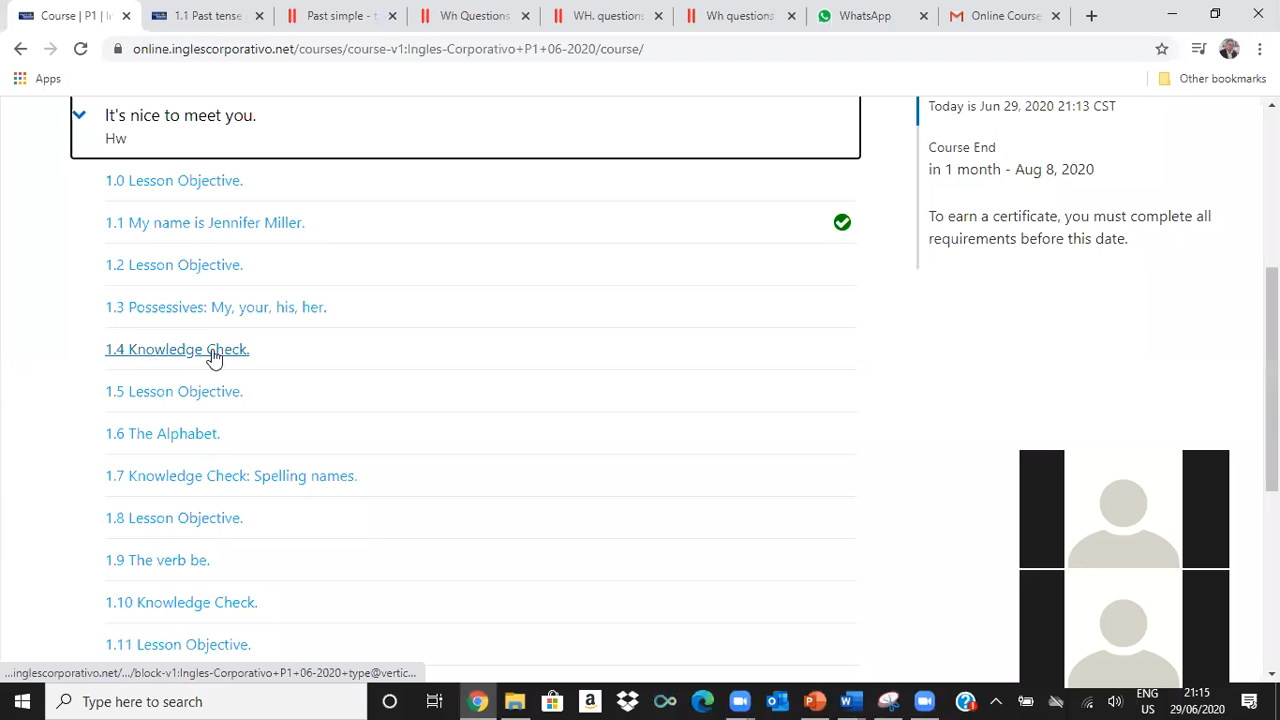 Course | P1 | In
1.1 Past tense
Past simple - t
Wh Questions
WH. questions
Wh questions
WhatsApp
Online Course
online.inglescorporativo.net/courses/course-v1:Ingles-Corporativo+P1+06-2020/course/
Apps
Other bookmarks
It's nice to meet you.
Hw
1.0 Lesson Objective.
1.1 My name is Jennifer Miller.
1.2 Lesson Objective.
1.3 Possessives: My, your, his, her.
1.4 Knowledge Check.
1.5 Lesson Objective.
1.6 The Alphabet.
1.7 Knowledge Check: Spelling names.
1.8 Lesson Objective.
1.9 The verb be.
1.10 Knowledge Check.
1.11 Lesson Objective.
Today is Jun 29, 2020 21:13 CST
Course End
in 1 month - Aug 8, 2020
To earn a certificate, you must complete all
requirements before this date.
...inglescorporativo.net/.../block-v1:Ingles-Corporativo+P1+06-2020+type@vertic...
Type here to search
ENG
US
21:15
29/06/2020